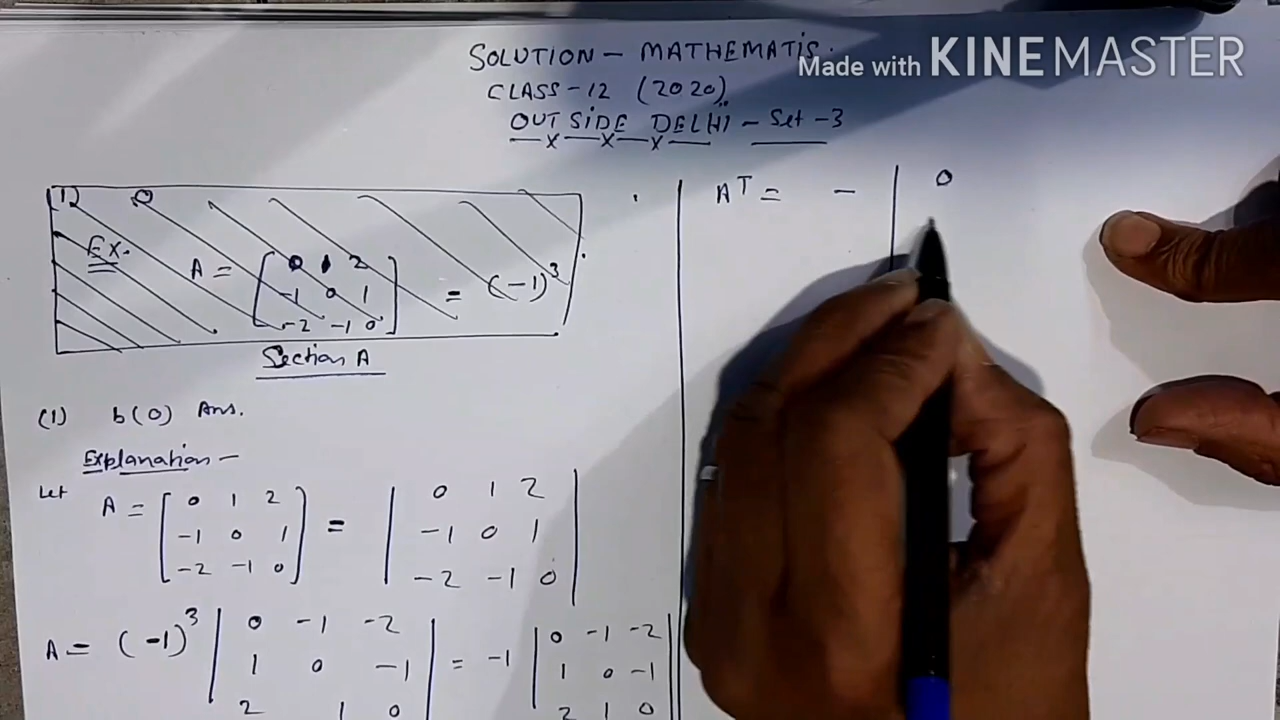 SOLUTION - MATHEMATIS.
Made with KINEMASTER
CLASS-12 (2020)
OUT SIDE DELHI - Set -3
(1) 0
Ex.
A = [ 0 1 2
-1 0 1
-2 -1 0 ] = (-1)³
Section A
(1) b(0) Ans.
Explanation -
Let A = [ 0 1 2 = | 0 1 2 |
-1 0 1 | -1 0 1 |
-2 -1 0 ] | -2 -1 0 |
A = (-1)³ | 0 -1 -2 | = -1 | 0 -1 -2 |
| 1 0 -1 | | 1 0 -1 |
| 2 1 0 | | 2 1 0 |
Aᵀ = - | 0